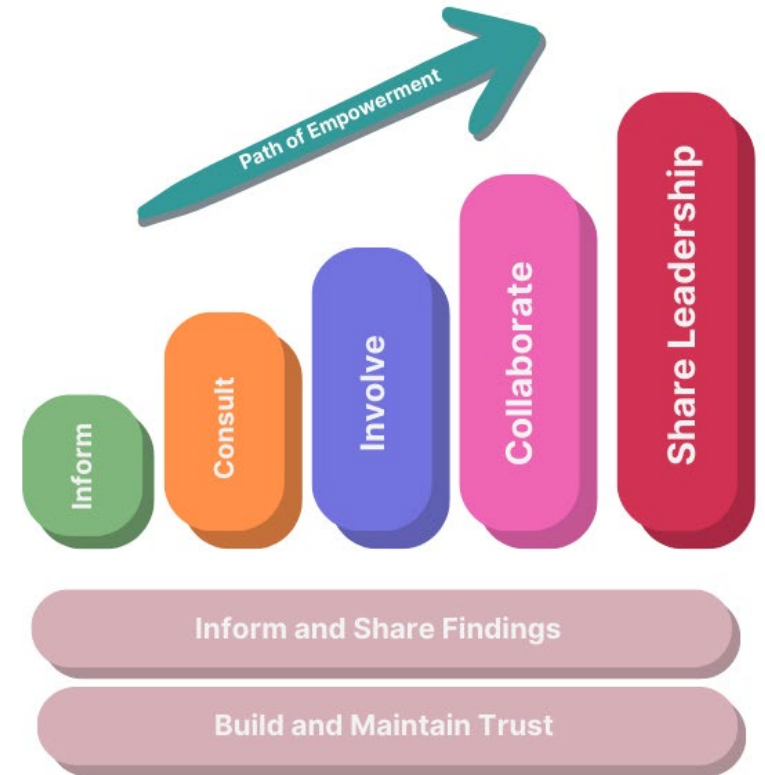 Path of Empowerment
Inform
Consult
Involve
Collaborate
Share Leadership
Inform and Share Findings
Build and Maintain Trust